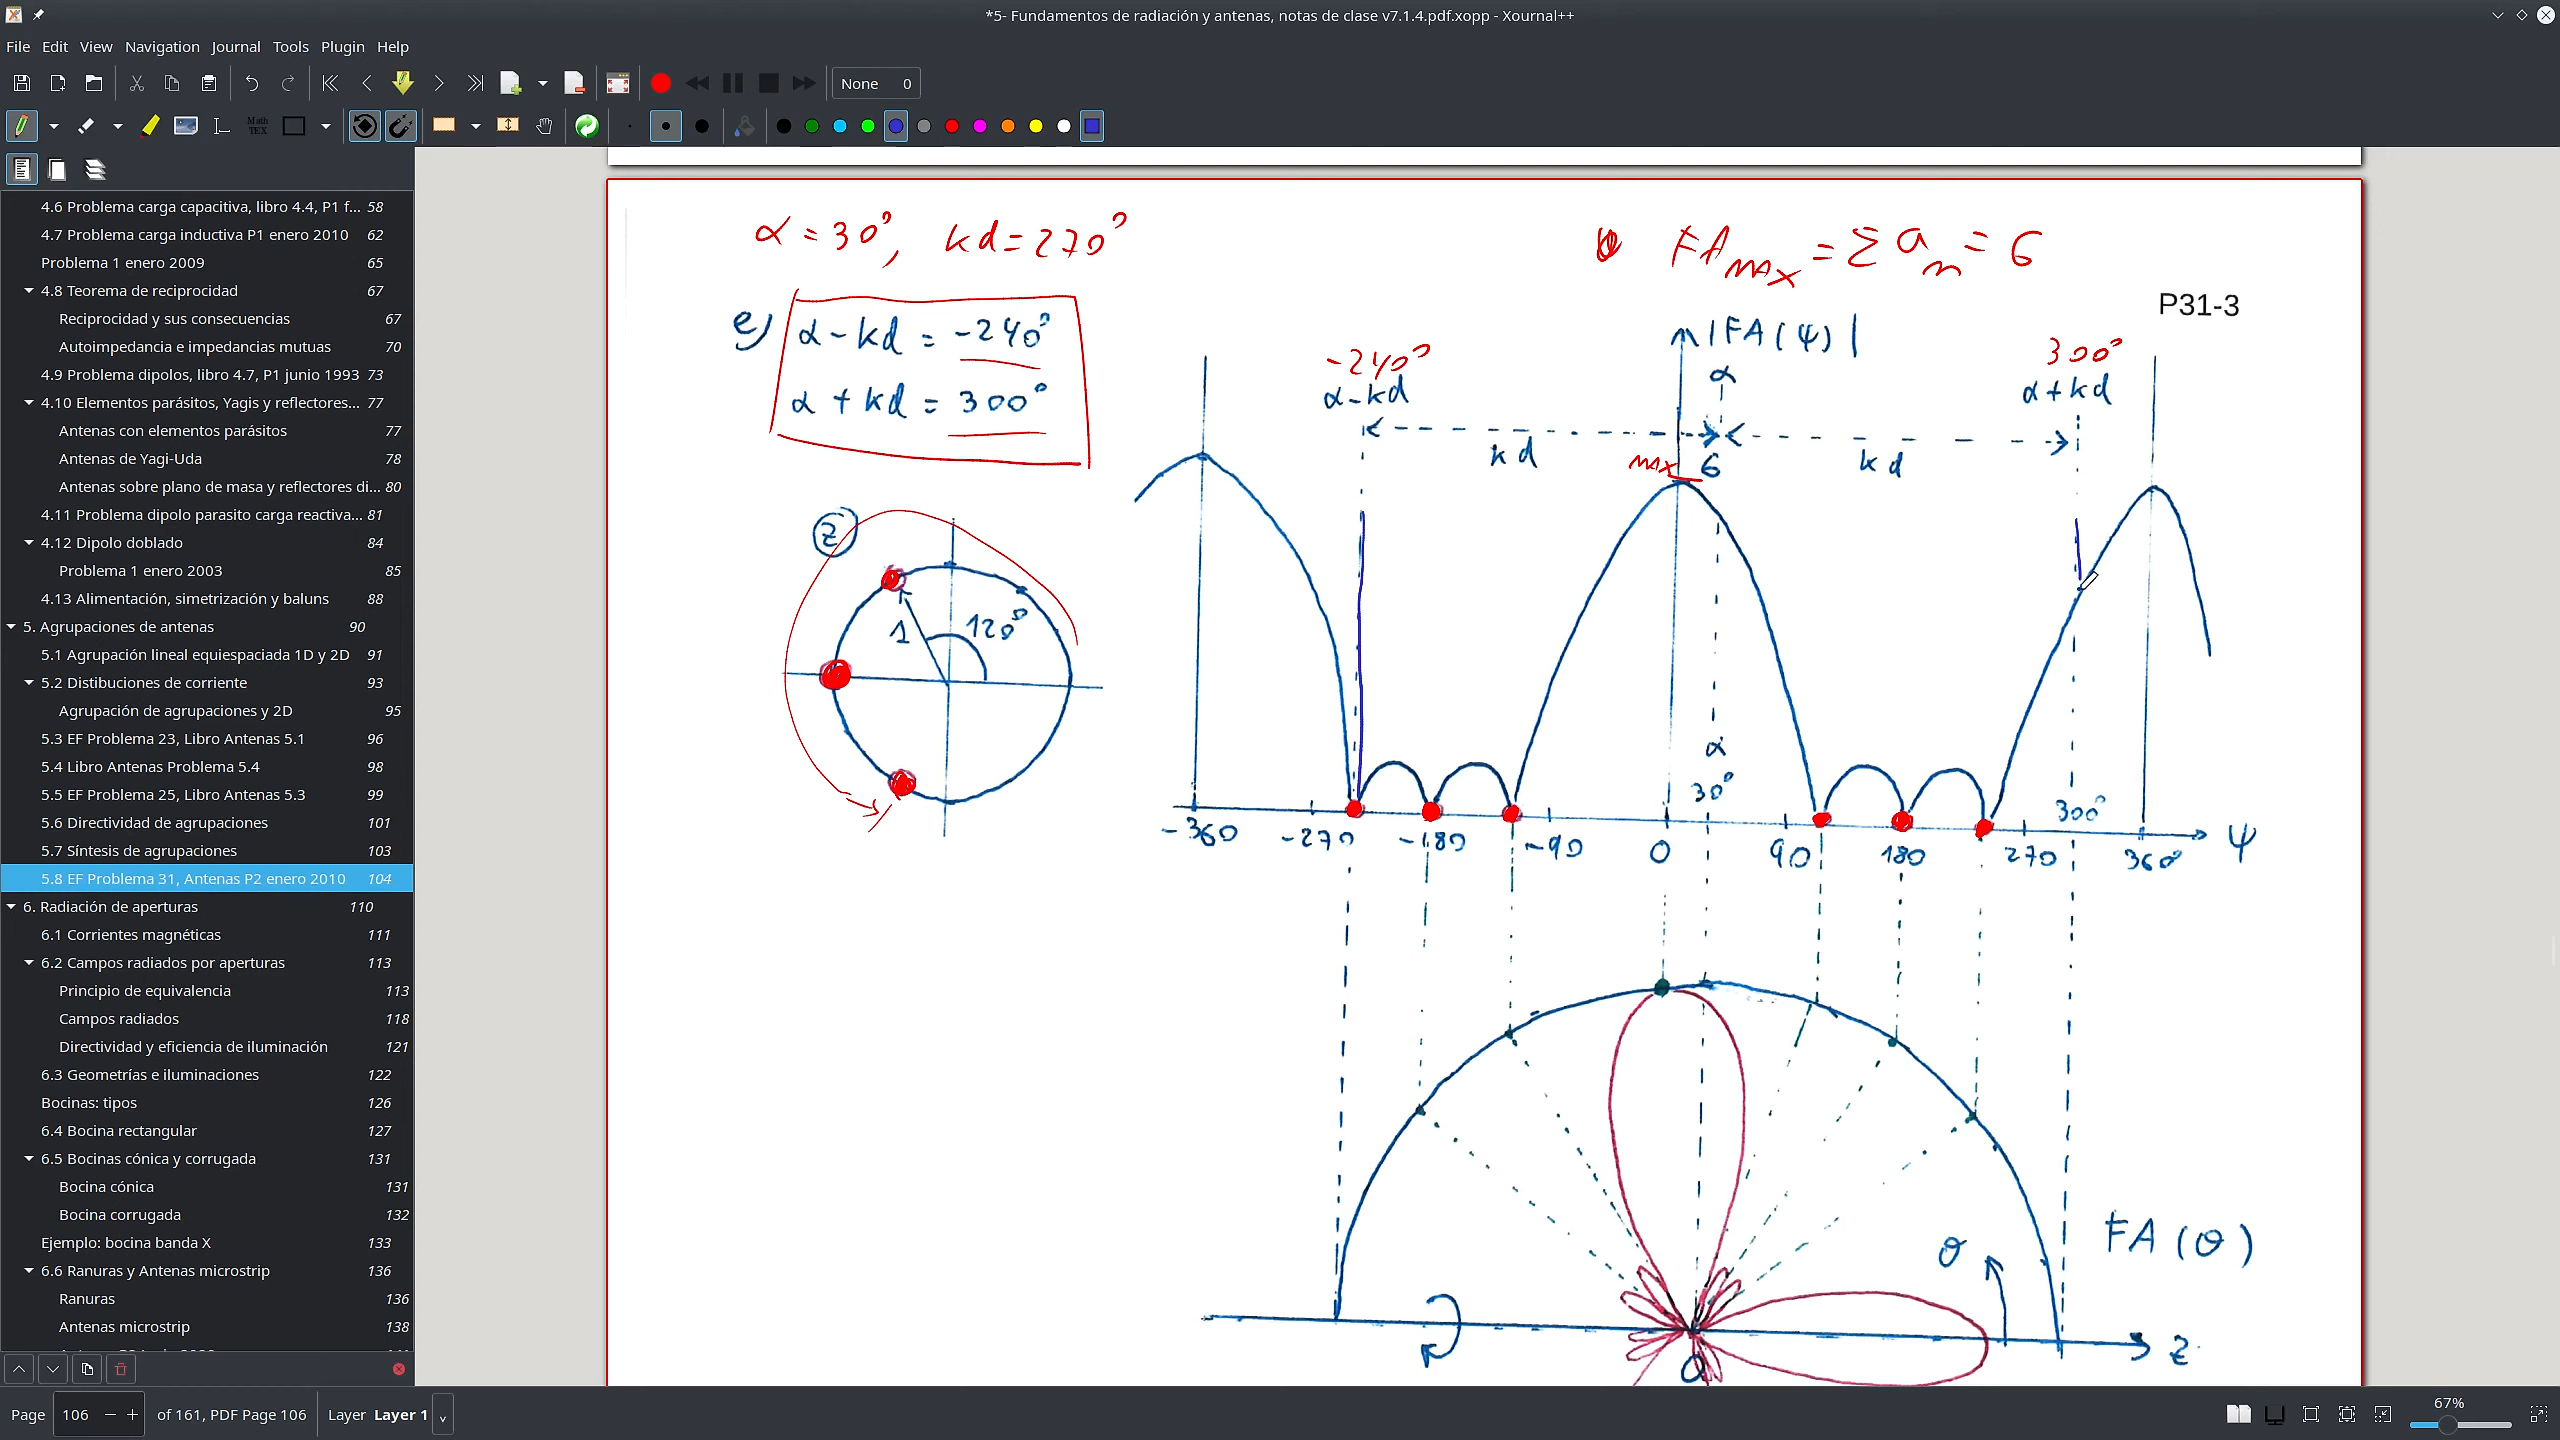 *5- Fundamentos de radiación y antenas, notas de clase v7.1.4.pdf.xopp - Xournal++
File Edit View Navigation Journal Tools Plugin Help
None 0
Math TEX
4.6 Problema carga capacitiva, libro 4.4, P1 f... 58
4.7 Problema carga inductiva P1 enero 2010 62
Problema 1 enero 2009 65
4.8 Teorema de reciprocidad 67
Reciprocidad y sus consecuencias 67
Autoimpedancia e impedancias mutuas 70
4.9 Problema dipolos, libro 4.7, P1 junio 1993 73
4.10 Elementos parásitos, Yagis y reflectores... 77
Antenas con elementos parásitos 77
Antenas de Yagi-Uda 78
Antenas sobre plano de masa y reflectores di... 80
4.11 Problema dipolo parasito carga reactiva... 81
4.12 Dipolo doblado 84
Problema 1 enero 2003 85
4.13 Alimentación, simetrización y baluns 88
5. Agrupaciones de antenas 90
5.1 Agrupación lineal equiespaciada 1D y 2D 91
5.2 Distibuciones de corriente 93
Agrupación de agrupaciones y 2D 95
5.3 EF Problema 23, Libro Antenas 5.1 96
5.4 Libro Antenas Problema 5.4 98
5.5 EF Problema 25, Libro Antenas 5.3 99
5.6 Directividad de agrupaciones 101
5.7 Síntesis de agrupaciones 103
5.8 EF Problema 31, Antenas P2 enero 2010 104
6. Radiación de aperturas 110
6.1 Corrientes magnéticas 111
6.2 Campos radiados por aperturas 113
Principio de equivalencia 113
Campos radiados 118
Directividad y eficiencia de iluminación 121
6.3 Geometrías e iluminaciones 122
Bocinas: tipos 126
6.4 Bocina rectangular 127
6.5 Bocinas cónica y corrugada 131
Bocina cónica 131
Bocina corrugada 132
Ejemplo: bocina banda X 133
6.6 Ranuras y Antenas microstrip 136
Ranuras 136
Antenas microstrip 138
α = 30°, kd = 270°
FA MAX = Σ an = 6
P31-3
e) α - kd = -240°
α + kd = 300°
|FA(ψ)|
-240°
α - kd
α
300°
α + kd
kd
MAX 6
kd
z
1
120°
α
30°
300°
-360 -270 -180 -90 0 90 180 270 360° ψ
θ
FA(θ)
z
0
Page 106 of 161, PDF Page 106 Layer Layer 1
67%